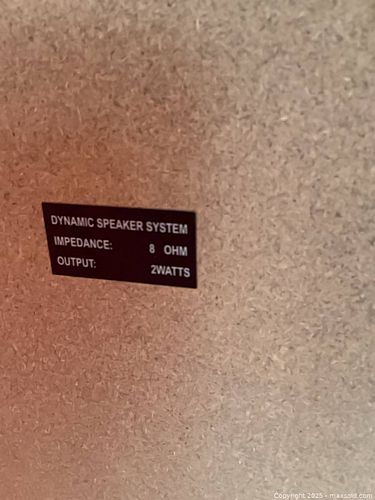 DYNAMIC SPEAKER SYSTEM
IMPEDANCE: 8 OHM
OUTPUT: 2WATTS
Copyright 2025 - maxsold.com